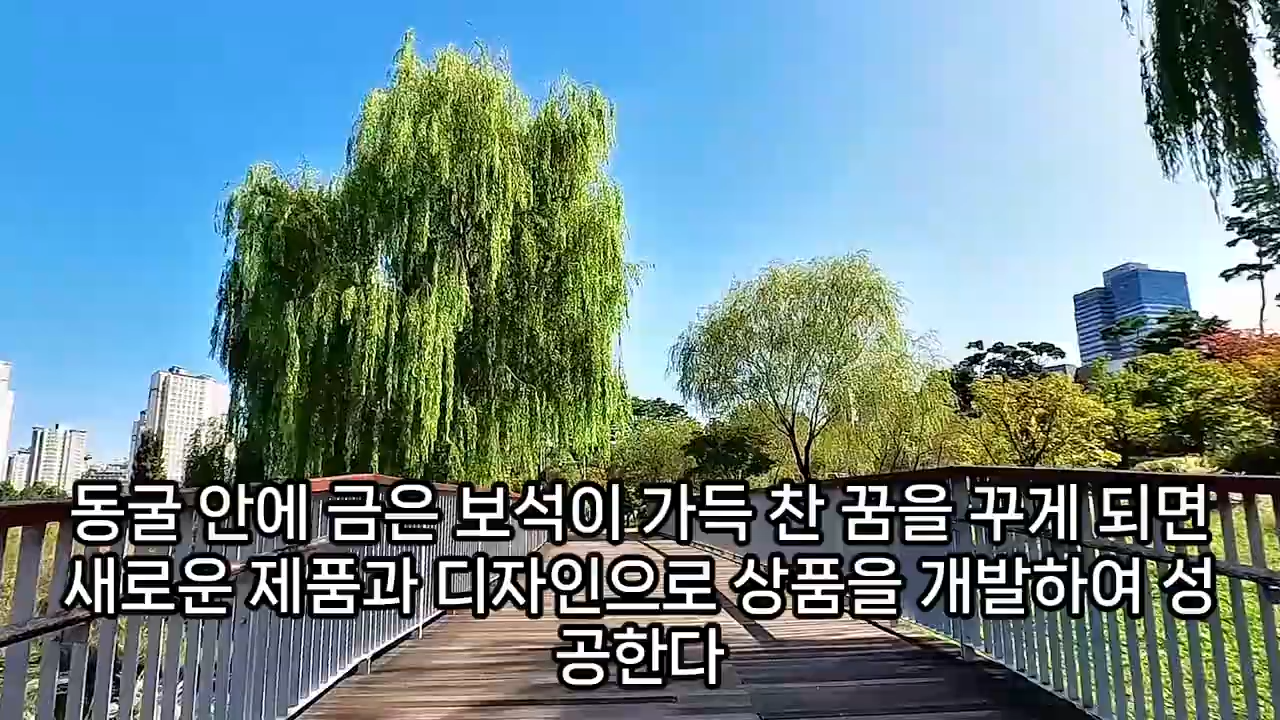 동굴 안에 금은 보석이 가득 찬 꿈을 꾸게 되면
새로운 제품과 디자인으로 상품을 개발하여 성
공한다